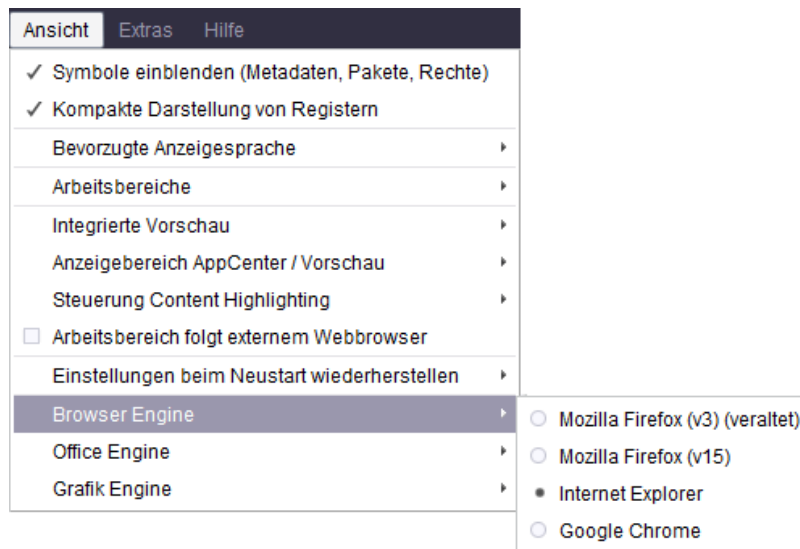 Ansicht Extras Hilfe
Symbole einblenden (Metadaten, Pakete, Rechte)
Kompakte Darstellung von Registern
Bevorzugte Anzeigesprache
Arbeitsbereiche
Integrierte Vorschau
Anzeigebereich AppCenter / Vorschau
Steuerung Content Highlighting
Arbeitsbereich folgt externem Webbrowser
Einstellungen beim Neustart wiederherstellen
Browser Engine
Office Engine
Grafik Engine
Mozilla Firefox (v3) (veraltet)
Mozilla Firefox (v15)
Internet Explorer
Google Chrome